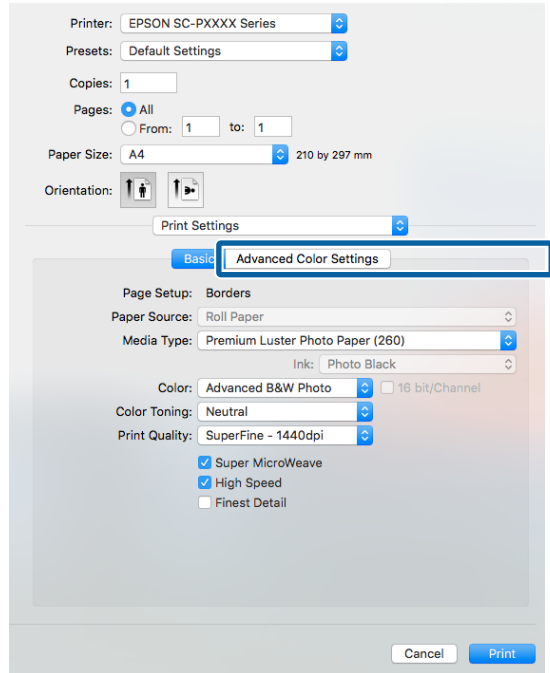 Printer: EPSON SC-PXXXX Series
Presets: Default Settings
Copies: 1
Pages: All
From: 1 to: 1
Paper Size: A4 210 by 297 mm
Orientation:
Print Settings
Basic Advanced Color Settings
Page Setup: Borders
Paper Source: Roll Paper
Media Type: Premium Luster Photo Paper (260)
Ink: Photo Black
Color: Advanced B&W Photo 16 bit/Channel
Color Toning: Neutral
Print Quality: SuperFine - 1440dpi
Super MicroWeave
High Speed
Finest Detail
Cancel Print